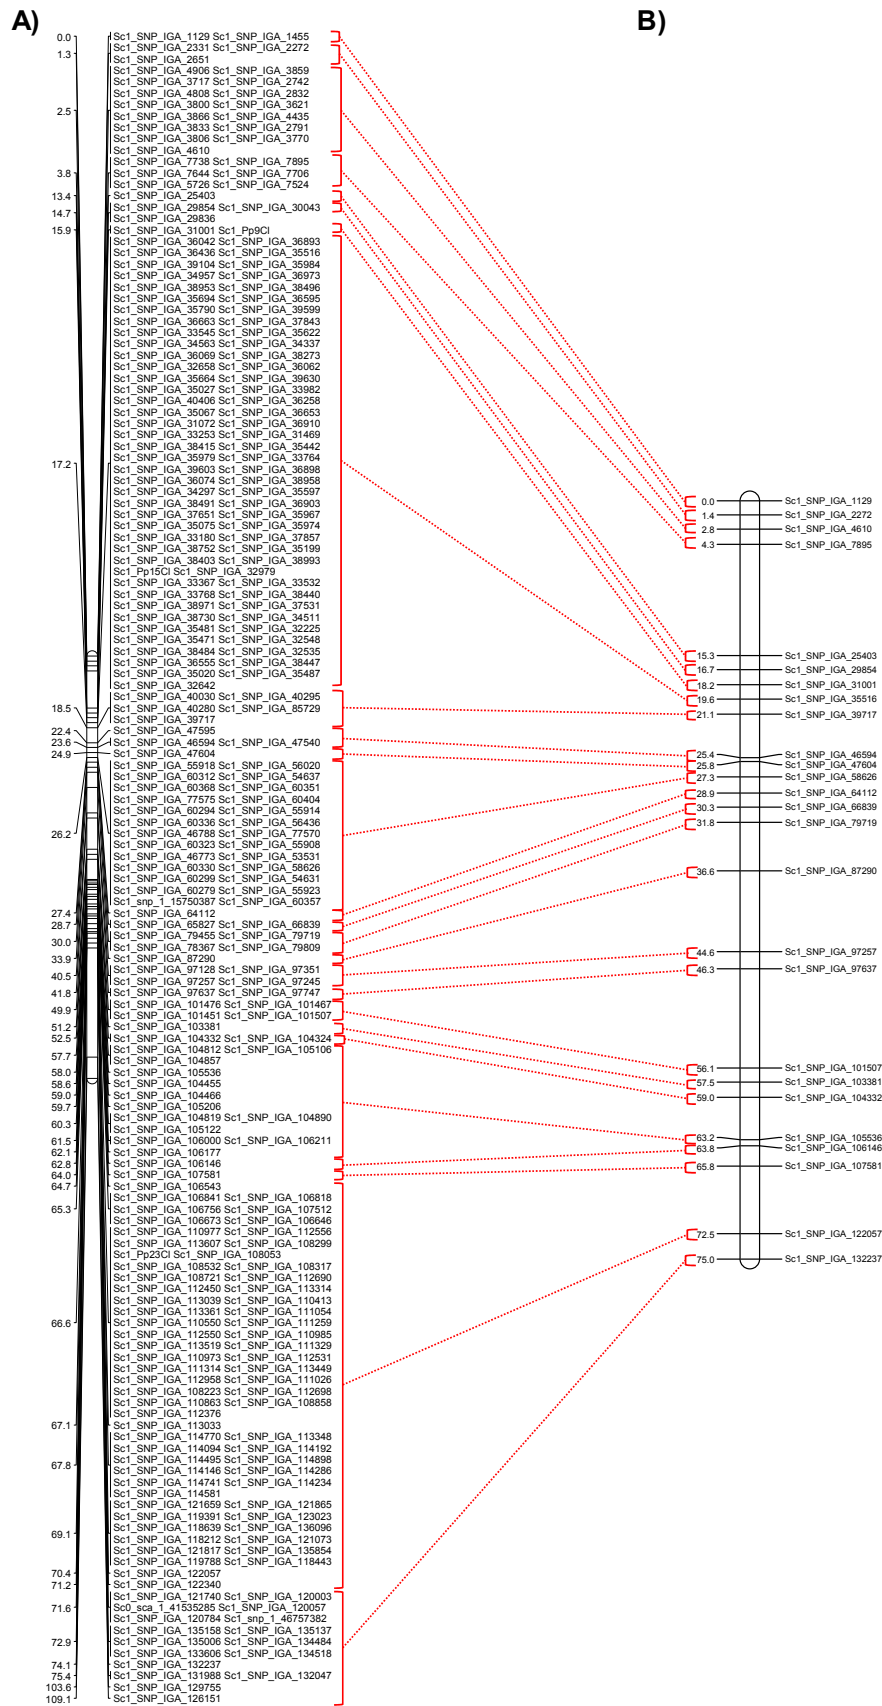 A)
B)
0.0 Sc1_SNP_IGA_1129 Sc1_SNP_IGA_1455
1.3 Sc1_SNP_IGA_2331 Sc1_SNP_IGA_2272
Sc1_SNP_IGA_2651
Sc1_SNP_IGA_4906 Sc1_SNP_IGA_3859
Sc1_SNP_IGA_3717 Sc1_SNP_IGA_2742
Sc1_SNP_IGA_4808 Sc1_SNP_IGA_2832
Sc1_SNP_IGA_3800 Sc1_SNP_IGA_3621
2.5 Sc1_SNP_IGA_3866 Sc1_SNP_IGA_4435
Sc1_SNP_IGA_3833 Sc1_SNP_IGA_2791
Sc1_SNP_IGA_3806 Sc1_SNP_IGA_3770
Sc1_SNP_IGA_4610
Sc1_SNP_IGA_7738 Sc1_SNP_IGA_7895
3.8 Sc1_SNP_IGA_7644 Sc1_SNP_IGA_7706
Sc1_SNP_IGA_5726 Sc1_SNP_IGA_7524
13.4 Sc1_SNP_IGA_25403
14.7 Sc1_SNP_IGA_29854 Sc1_SNP_IGA_30043
Sc1_SNP_IGA_29836
15.9 Sc1_SNP_IGA_31001 Sc1_Pp9Cl
Sc1_SNP_IGA_36042 Sc1_SNP_IGA_36893
Sc1_SNP_IGA_36436 Sc1_SNP_IGA_35516
Sc1_SNP_IGA_39104 Sc1_SNP_IGA_35984
Sc1_SNP_IGA_34957 Sc1_SNP_IGA_36973
Sc1_SNP_IGA_38953 Sc1_SNP_IGA_38496
Sc1_SNP_IGA_35694 Sc1_SNP_IGA_36595
Sc1_SNP_IGA_35790 Sc1_SNP_IGA_39599
Sc1_SNP_IGA_36663 Sc1_SNP_IGA_37843
Sc1_SNP_IGA_33545 Sc1_SNP_IGA_35622
Sc1_SNP_IGA_34563 Sc1_SNP_IGA_34337
Sc1_SNP_IGA_36069 Sc1_SNP_IGA_38273
Sc1_SNP_IGA_32658 Sc1_SNP_IGA_36062
Sc1_SNP_IGA_35664 Sc1_SNP_IGA_39630
Sc1_SNP_IGA_35027 Sc1_SNP_IGA_33982
Sc1_SNP_IGA_40406 Sc1_SNP_IGA_36258
Sc1_SNP_IGA_35067 Sc1_SNP_IGA_36653
Sc1_SNP_IGA_31072 Sc1_SNP_IGA_36910
Sc1_SNP_IGA_33253 Sc1_SNP_IGA_31469
Sc1_SNP_IGA_38415 Sc1_SNP_IGA_35442
17.2 Sc1_SNP_IGA_35979 Sc1_SNP_IGA_33764
Sc1_SNP_IGA_39603 Sc1_SNP_IGA_36898
Sc1_SNP_IGA_36074 Sc1_SNP_IGA_38958
Sc1_SNP_IGA_34297 Sc1_SNP_IGA_35597
Sc1_SNP_IGA_38491 Sc1_SNP_IGA_36903
Sc1_SNP_IGA_37651 Sc1_SNP_IGA_35967
Sc1_SNP_IGA_35075 Sc1_SNP_IGA_35974
Sc1_SNP_IGA_33180 Sc1_SNP_IGA_37857
Sc1_SNP_IGA_38752 Sc1_SNP_IGA_35199
Sc1_SNP_IGA_38403 Sc1_SNP_IGA_38993
Sc1_Pp15Cl Sc1_SNP_IGA_32979
Sc1_SNP_IGA_33367 Sc1_SNP_IGA_33532
Sc1_SNP_IGA_33768 Sc1_SNP_IGA_38440
Sc1_SNP_IGA_38971 Sc1_SNP_IGA_37531
Sc1_SNP_IGA_38730 Sc1_SNP_IGA_34511
Sc1_SNP_IGA_35481 Sc1_SNP_IGA_32225
Sc1_SNP_IGA_35471 Sc1_SNP_IGA_32548
Sc1_SNP_IGA_38484 Sc1_SNP_IGA_32535
Sc1_SNP_IGA_36555 Sc1_SNP_IGA_38447
Sc1_SNP_IGA_35020 Sc1_SNP_IGA_35487
Sc1_SNP_IGA_32642
Sc1_SNP_IGA_40030 Sc1_SNP_IGA_40295
18.5 Sc1_SNP_IGA_40280 Sc1_SNP_IGA_85729
Sc1_SNP_IGA_39717
22.4 Sc1_SNP_IGA_47595
23.6 Sc1_SNP_IGA_46594 Sc1_SNP_IGA_47540
24.9 Sc1_SNP_IGA_47604
Sc1_SNP_IGA_55918 Sc1_SNP_IGA_56020
Sc1_SNP_IGA_60312 Sc1_SNP_IGA_54637
Sc1_SNP_IGA_60368 Sc1_SNP_IGA_60351
Sc1_SNP_IGA_77575 Sc1_SNP_IGA_60404
Sc1_SNP_IGA_60294 Sc1_SNP_IGA_55914
Sc1_SNP_IGA_60336 Sc1_SNP_IGA_56436
26.2 Sc1_SNP_IGA_46788 Sc1_SNP_IGA_77570
Sc1_SNP_IGA_60323 Sc1_SNP_IGA_55908
Sc1_SNP_IGA_46773 Sc1_SNP_IGA_53531
Sc1_SNP_IGA_60330 Sc1_SNP_IGA_58626
Sc1_SNP_IGA_60299 Sc1_SNP_IGA_54631
Sc1_SNP_IGA_60279 Sc1_SNP_IGA_55923
Sc1_snp_1_15750387 Sc1_SNP_IGA_60357
27.4 Sc1_SNP_IGA_64112
28.7 Sc1_SNP_IGA_65827 Sc1_SNP_IGA_66839
30.0 Sc1_SNP_IGA_79455 Sc1_SNP_IGA_79719
Sc1_SNP_IGA_78367 Sc1_SNP_IGA_79809
33.9 Sc1_SNP_IGA_87290
40.5 Sc1_SNP_IGA_97128 Sc1_SNP_IGA_97351
Sc1_SNP_IGA_97257 Sc1_SNP_IGA_97245
41.8 Sc1_SNP_IGA_97637 Sc1_SNP_IGA_97747
49.9 Sc1_SNP_IGA_101476 Sc1_SNP_IGA_101467
Sc1_SNP_IGA_101451 Sc1_SNP_IGA_101507
51.2 Sc1_SNP_IGA_103381
52.5 Sc1_SNP_IGA_104332 Sc1_SNP_IGA_104324
57.7 Sc1_SNP_IGA_104812 Sc1_SNP_IGA_105106
Sc1_SNP_IGA_104857
58.0 Sc1_SNP_IGA_105536
58.6 Sc1_SNP_IGA_104455
59.0 Sc1_SNP_IGA_104466
59.7 Sc1_SNP_IGA_105206
60.3 Sc1_SNP_IGA_104819 Sc1_SNP_IGA_104890
Sc1_SNP_IGA_105122
61.5 Sc1_SNP_IGA_106000 Sc1_SNP_IGA_106211
62.1 Sc1_SNP_IGA_106177
62.8 Sc1_SNP_IGA_106146
64.0 Sc1_SNP_IGA_107581
64.7 Sc1_SNP_IGA_106543
Sc1_SNP_IGA_106841 Sc1_SNP_IGA_106818
65.3 Sc1_SNP_IGA_106756 Sc1_SNP_IGA_107512
Sc1_SNP_IGA_106673 Sc1_SNP_IGA_106646
Sc1_SNP_IGA_110977 Sc1_SNP_IGA_112556
Sc1_SNP_IGA_113607 Sc1_SNP_IGA_108299
Sc1_Pp23Cl Sc1_SNP_IGA_108053
Sc1_SNP_IGA_108532 Sc1_SNP_IGA_108317
Sc1_SNP_IGA_108721 Sc1_SNP_IGA_112690
Sc1_SNP_IGA_112450 Sc1_SNP_IGA_113314
Sc1_SNP_IGA_113039 Sc1_SNP_IGA_110413
Sc1_SNP_IGA_113361 Sc1_SNP_IGA_111054
66.6 Sc1_SNP_IGA_110550 Sc1_SNP_IGA_111259
Sc1_SNP_IGA_112550 Sc1_SNP_IGA_110985
Sc1_SNP_IGA_113519 Sc1_SNP_IGA_111329
Sc1_SNP_IGA_110973 Sc1_SNP_IGA_112531
Sc1_SNP_IGA_111314 Sc1_SNP_IGA_113449
Sc1_SNP_IGA_112958 Sc1_SNP_IGA_111026
Sc1_SNP_IGA_108223 Sc1_SNP_IGA_112698
Sc1_SNP_IGA_110863 Sc1_SNP_IGA_108858
Sc1_SNP_IGA_112376
67.1 Sc1_SNP_IGA_113033
Sc1_SNP_IGA_114770 Sc1_SNP_IGA_113348
Sc1_SNP_IGA_114094 Sc1_SNP_IGA_114192
67.8 Sc1_SNP_IGA_114495 Sc1_SNP_IGA_114898
Sc1_SNP_IGA_114146 Sc1_SNP_IGA_114286
Sc1_SNP_IGA_114741 Sc1_SNP_IGA_114234
Sc1_SNP_IGA_114581
Sc1_SNP_IGA_121659 Sc1_SNP_IGA_121865
Sc1_SNP_IGA_119391 Sc1_SNP_IGA_123023
69.1 Sc1_SNP_IGA_118639 Sc1_SNP_IGA_136096
Sc1_SNP_IGA_118212 Sc1_SNP_IGA_121073
Sc1_SNP_IGA_121817 Sc1_SNP_IGA_135854
Sc1_SNP_IGA_119788 Sc1_SNP_IGA_118443
70.4 Sc1_SNP_IGA_122057
71.2 Sc1_SNP_IGA_122340
Sc1_SNP_IGA_121740 Sc1_SNP_IGA_120003
71.6 Sc0_sca_1_41535285 Sc1_SNP_IGA_120057
Sc1_SNP_IGA_120784 Sc1_snp_1_46757382
Sc1_SNP_IGA_135158 Sc1_SNP_IGA_135137
72.9 Sc1_SNP_IGA_135006 Sc1_SNP_IGA_134484
Sc1_SNP_IGA_133606 Sc1_SNP_IGA_134518
74.1 Sc1_SNP_IGA_132237
75.4 Sc1_SNP_IGA_131988 Sc1_SNP_IGA_132047
103.6 Sc1_SNP_IGA_129755
109.1 Sc1_SNP_IGA_126151
0.0 Sc1_SNP_IGA_1129
1.4 Sc1_SNP_IGA_2272
2.8 Sc1_SNP_IGA_4610
4.3 Sc1_SNP_IGA_7895
15.3 Sc1_SNP_IGA_25403
16.7 Sc1_SNP_IGA_29854
18.2 Sc1_SNP_IGA_31001
19.6 Sc1_SNP_IGA_35516
21.1 Sc1_SNP_IGA_39717
25.4 Sc1_SNP_IGA_46594
25.8 Sc1_SNP_IGA_47604
27.3 Sc1_SNP_IGA_58626
28.9 Sc1_SNP_IGA_64112
30.3 Sc1_SNP_IGA_66839
31.8 Sc1_SNP_IGA_79719
36.6 Sc1_SNP_IGA_87290
44.6 Sc1_SNP_IGA_97257
46.3 Sc1_SNP_IGA_97637
56.1 Sc1_SNP_IGA_101507
57.5 Sc1_SNP_IGA_103381
59.0 Sc1_SNP_IGA_104332
63.2 Sc1_SNP_IGA_105536
63.8 Sc1_SNP_IGA_106146
65.8 Sc1_SNP_IGA_107581
72.5 Sc1_SNP_IGA_122057
75.0 Sc1_SNP_IGA_132237